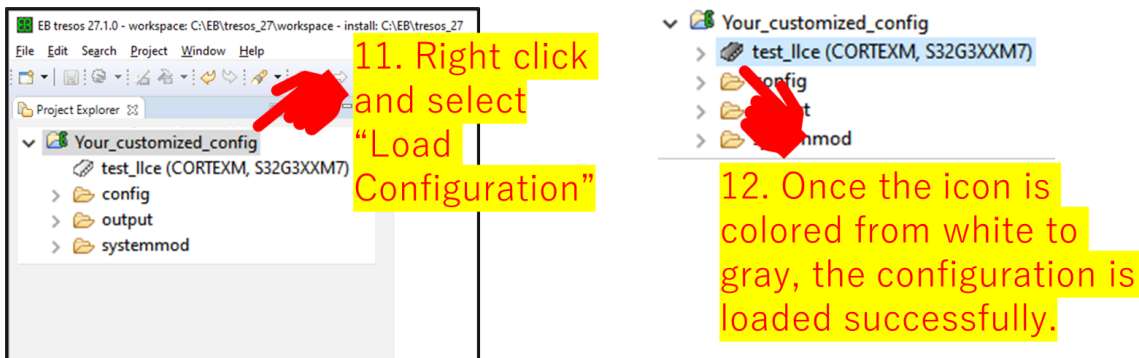 EB tresos 27.1.0 - workspace: C:\EB\tresos_27\workspace - install: C:\EB\tresos_27
File Edit Search Project Window Help
Project Explorer
Your_customized_config
test_llce (CORTEXM, S32G3XXM7)
config
output
systemmod
11. Right click
and select
“Load
Configuration”
Your_customized_config
test_llce (CORTEXM, S32G3XXM7)
12. Once the icon is
colored from white to
gray, the configuration is
loaded successfully.